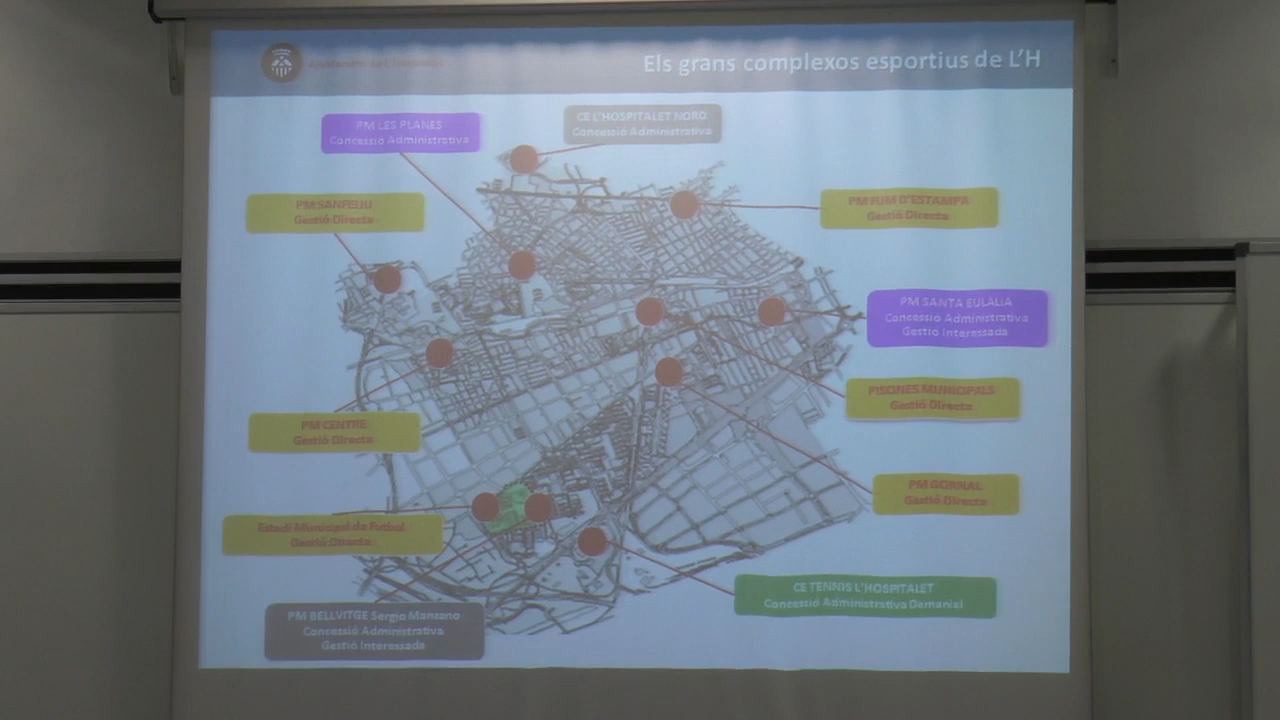 Els grans complexos esportius de L'H
PM LES PLANES
Concessió Administrativa
CE L'HOSPITALET NORD
Concessió Administrativa
PM SANFELIU
Gestió Directa
PM FUM D'ESTAMPA
Gestió Directa
PM SANTA EULALIA
Concessió Administrativa
Gestió Interessada
PISCINES MUNICIPALS
Gestió Directa
PM CENTRE
Gestió Directa
PM GORNAL
Gestió Directa
Estadi Municipal de Futbol
Gestió Directa
CE TENNIS L'HOSPITALET
Concessió Administrativa Demanial
PM BELLVITGE Sergio Manzano
Concessió Administrativa
Gestió Interessada